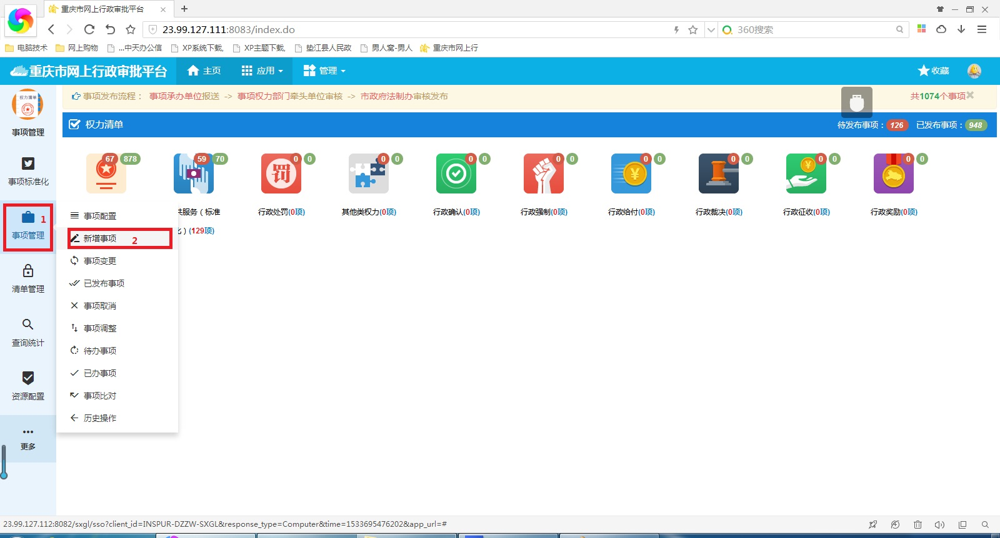 重庆市网上行政审批平台
23.99.127.111:8083/index.do
360搜索
电脑技术
网上购物
...中天办公信
XP系统下载,
XP主题下载,
垫江县人民政
男人窝-男人
重庆市网上行
重庆市网上行政审批平台
主页
应用
管理
收藏
权力清单
事项管理
事项发布流程： 事项承办单位报送 -> 事项权力部门牵头单位审核 -> 市政府法制办审核发布
共1074个事项
权力清单
待发布事项：126 已发布事项：948
67 878
59 70
罚
0 0
0 0
0 0
0 0
¥
0 0
0 0
¥
0 0
0 0
共服务（标准
化）(129项)
行政处罚(0项)
其他类权力(0项)
行政确认(0项)
行政强制(0项)
行政给付(0项)
行政裁决(0项)
行政征收(0项)
行政奖励(0项)
事项标准化
事项管理 1
清单管理
查询统计
资源配置
更多
事项配置
新增事项 2
事项变更
已发布事项
事项取消
事项调整
待办事项
已办事项
事项比对
历史操作
23.99.127.112:8082/sxgl/sso?client_id=INSPUR-DZZW-SXGL&response_type=Computer&time=1533695476202&app_url=#